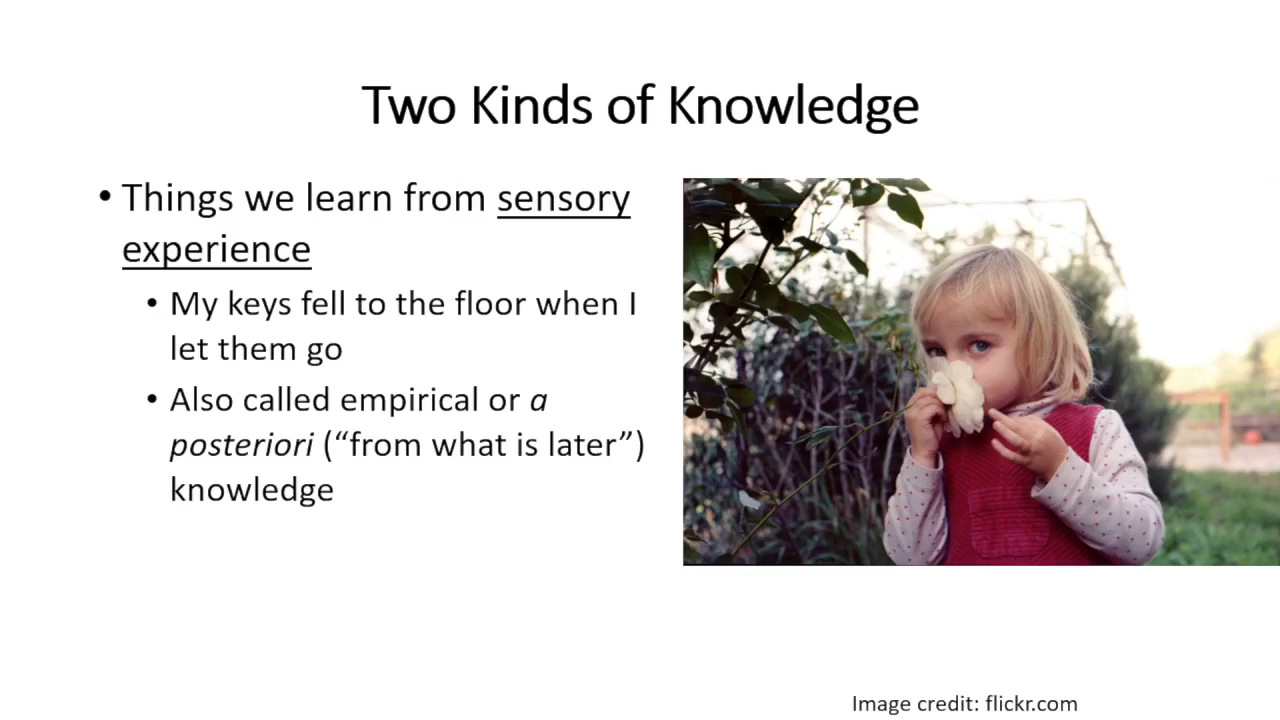 Two Kinds of Knowledge
• Things we learn from sensory
experience
• My keys fell to the floor when I
let them go
• Also called empirical or a
posteriori (“from what is later”)
knowledge
Image credit: flickr.com